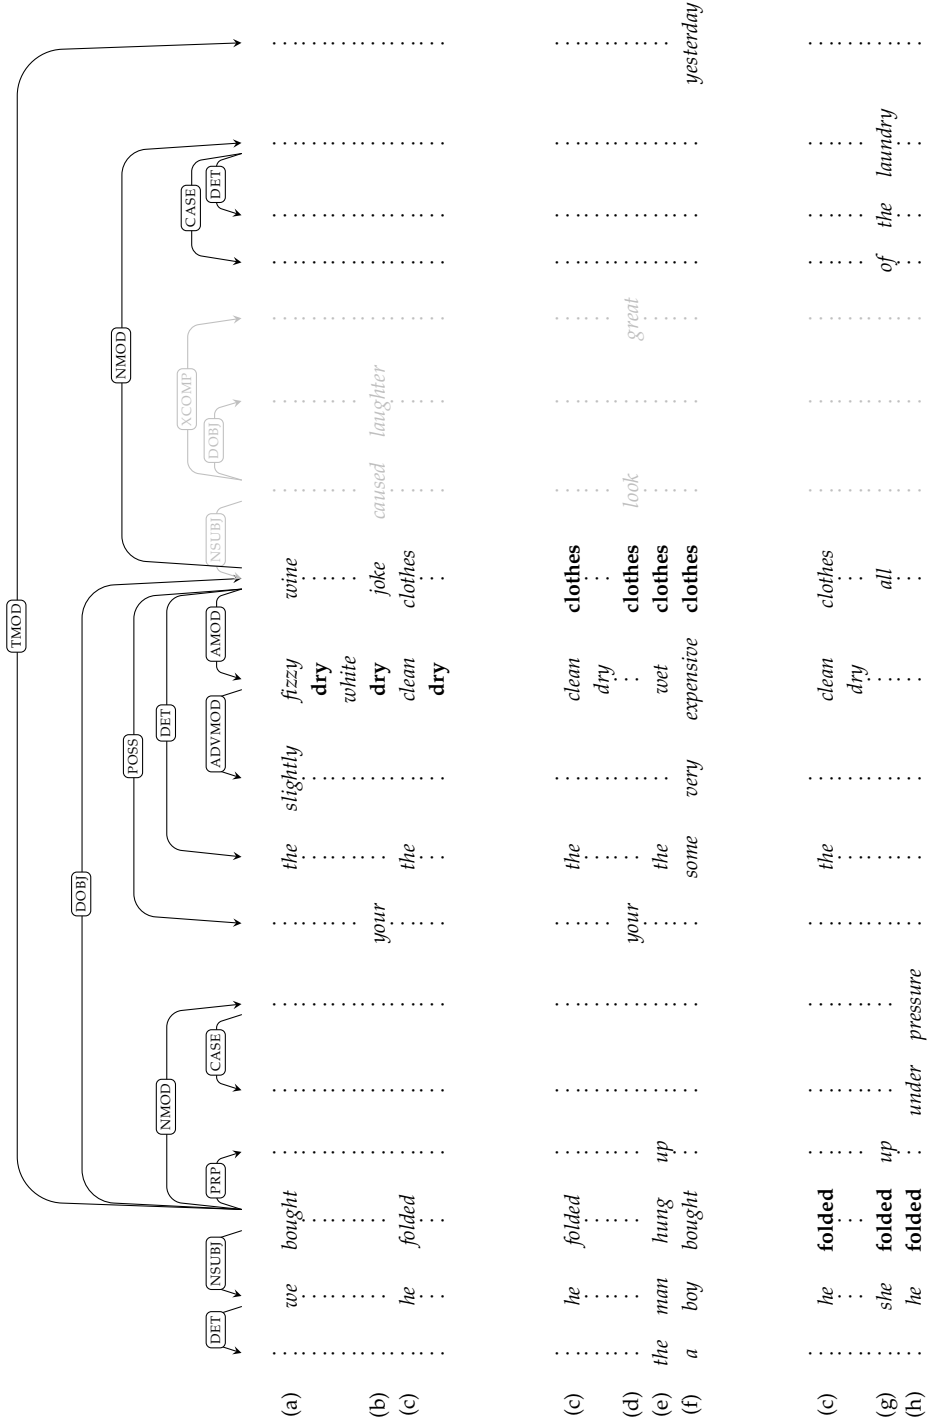 TMOD
DOBJ
NMOD
POSS
NMOD DET
XCOMP CASE
DET NSUBJ PRP CASE ADVMOD AMOD NSUBJ DOBJ DET
(a) we bought the slightly fizzy wine
dry
white
(b) your dry joke caused laughter
(c) he folded the clean clothes
dry
(c) he folded the clean clothes
dry
(d) your clothes look great
(e) the man hung up the wet clothes
(f) a boy bought some very expensive clothes yesterday
(c) he folded the clean clothes
dry
(g) she folded up all of the laundry
(h) he folded under pressure